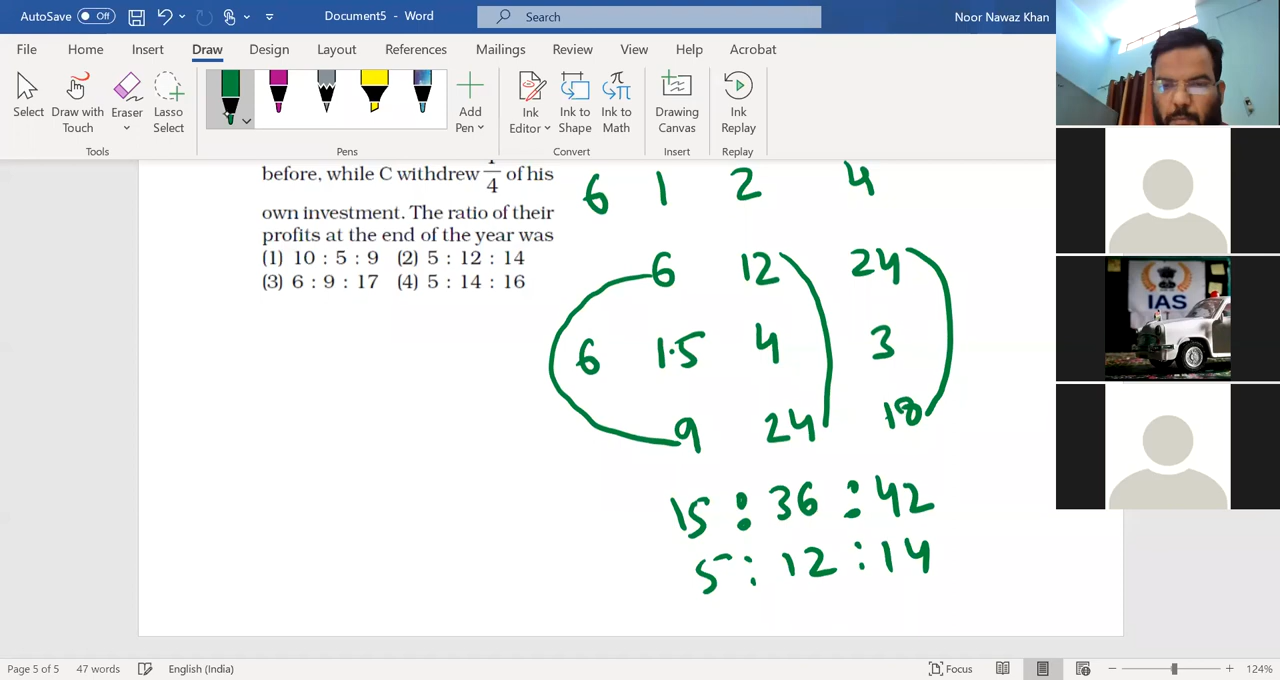 AutoSave Off Document5 - Word Search Noor Nawaz Khan
File Home Insert Draw Design Layout References Mailings Review View Help Acrobat
Select Draw with Touch Eraser Lasso Select Add Pen Ink Editor Ink to Shape Ink to Math Drawing Canvas Ink Replay
Tools Pens Convert Insert Replay
before, while C withdrew 1/4 of his
own investment. The ratio of their
profits at the end of the year was
(1) 10 : 5 : 9 (2) 5 : 12 : 14
(3) 6 : 9 : 17 (4) 5 : 14 : 16
6 1 2 4
6 12 24
6 1.5 4 3
9 24 18
15 : 36 : 42
5 : 12 : 14
IAS
Page 5 of 5 47 words English (India) Focus 124%